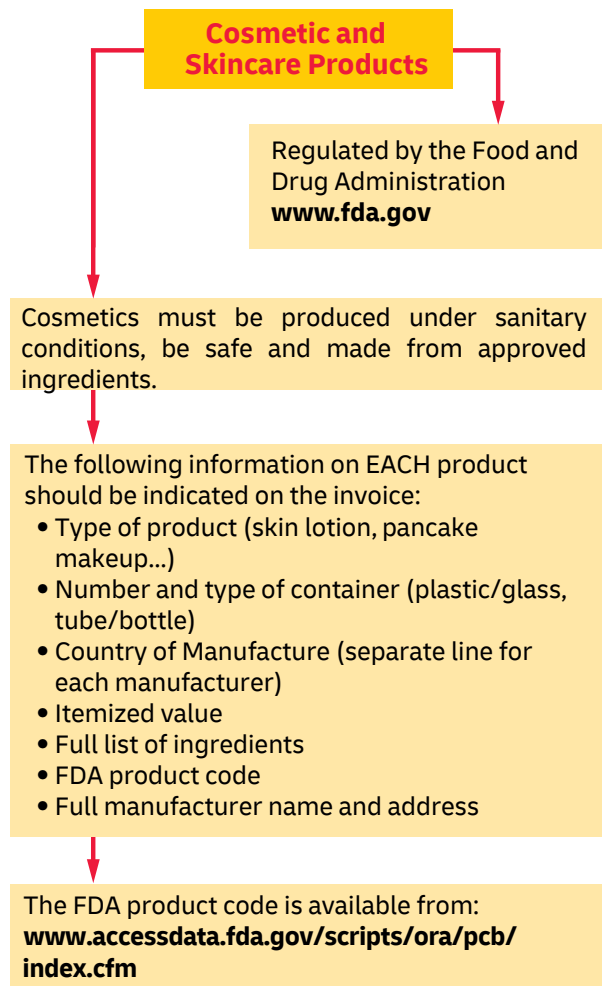 Cosmetic and
Skincare Products
Regulated by the Food and
Drug Administration
www.fda.gov
Cosmetics must be produced under sanitary
conditions, be safe and made from approved
ingredients.
The following information on EACH product
should be indicated on the invoice:
• Type of product (skin lotion, pancake
makeup...)
• Number and type of container (plastic/glass,
tube/bottle)
• Country of Manufacture (separate line for
each manufacturer)
• Itemized value
• Full list of ingredients
• FDA product code
• Full manufacturer name and address
The FDA product code is available from:
www.accessdata.fda.gov/scripts/ora/pcb/
index.cfm